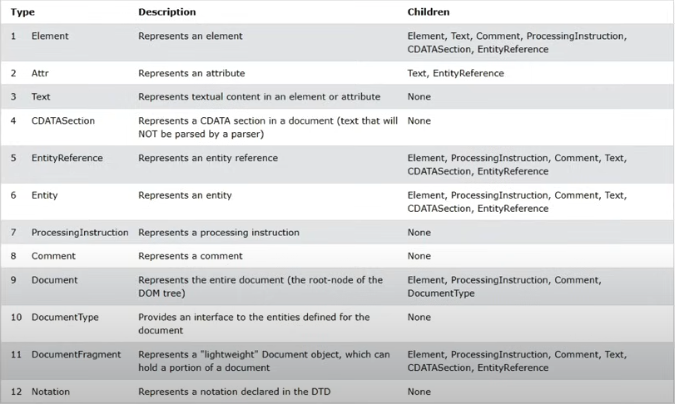 Type Description Children
1 Element Represents an element Element, Text, Comment, ProcessingInstruction,
CDATASection, EntityReference
2 Attr Represents an attribute Text, EntityReference
3 Text Represents textual content in an element or attribute None
4 CDATASection Represents a CDATA section in a document (text that will None
NOT be parsed by a parser)
5 EntityReference Represents an entity reference Element, ProcessingInstruction, Comment, Text,
CDATASection, EntityReference
6 Entity Represents an entity Element, ProcessingInstruction, Comment, Text,
CDATASection, EntityReference
7 ProcessingInstruction Represents a processing instruction None
8 Comment Represents a comment None
9 Document Represents the entire document (the root-node of the Element, ProcessingInstruction, Comment,
DOM tree) DocumentType
10 DocumentType Provides an interface to the entities defined for the None
document
11 DocumentFragment Represents a "lightweight" Document object, which can Element, ProcessingInstruction, Comment, Text,
hold a portion of a document CDATASection, EntityReference
12 Notation Represents a notation declared in the DTD None